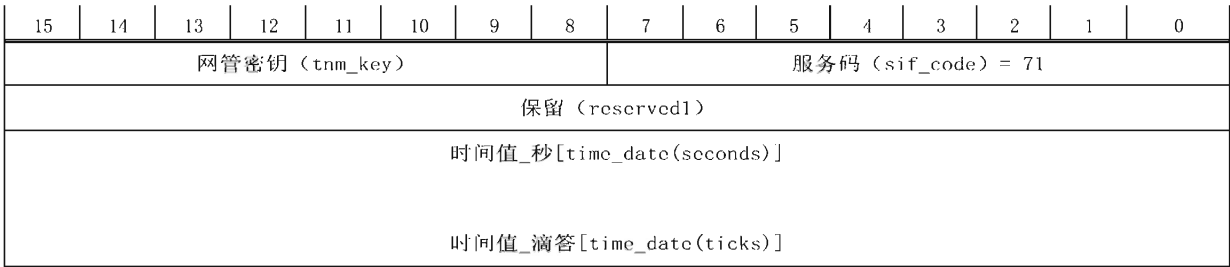 15 14 13 12 11 10 9 8 7 6 5 4 3 2 1 0
网管密钥（tnm_key） 服务码（sif_code）= 71
保留（reserved1）
时间值_秒[time_date(seconds)]
时间值_滴答[time_date(ticks)]